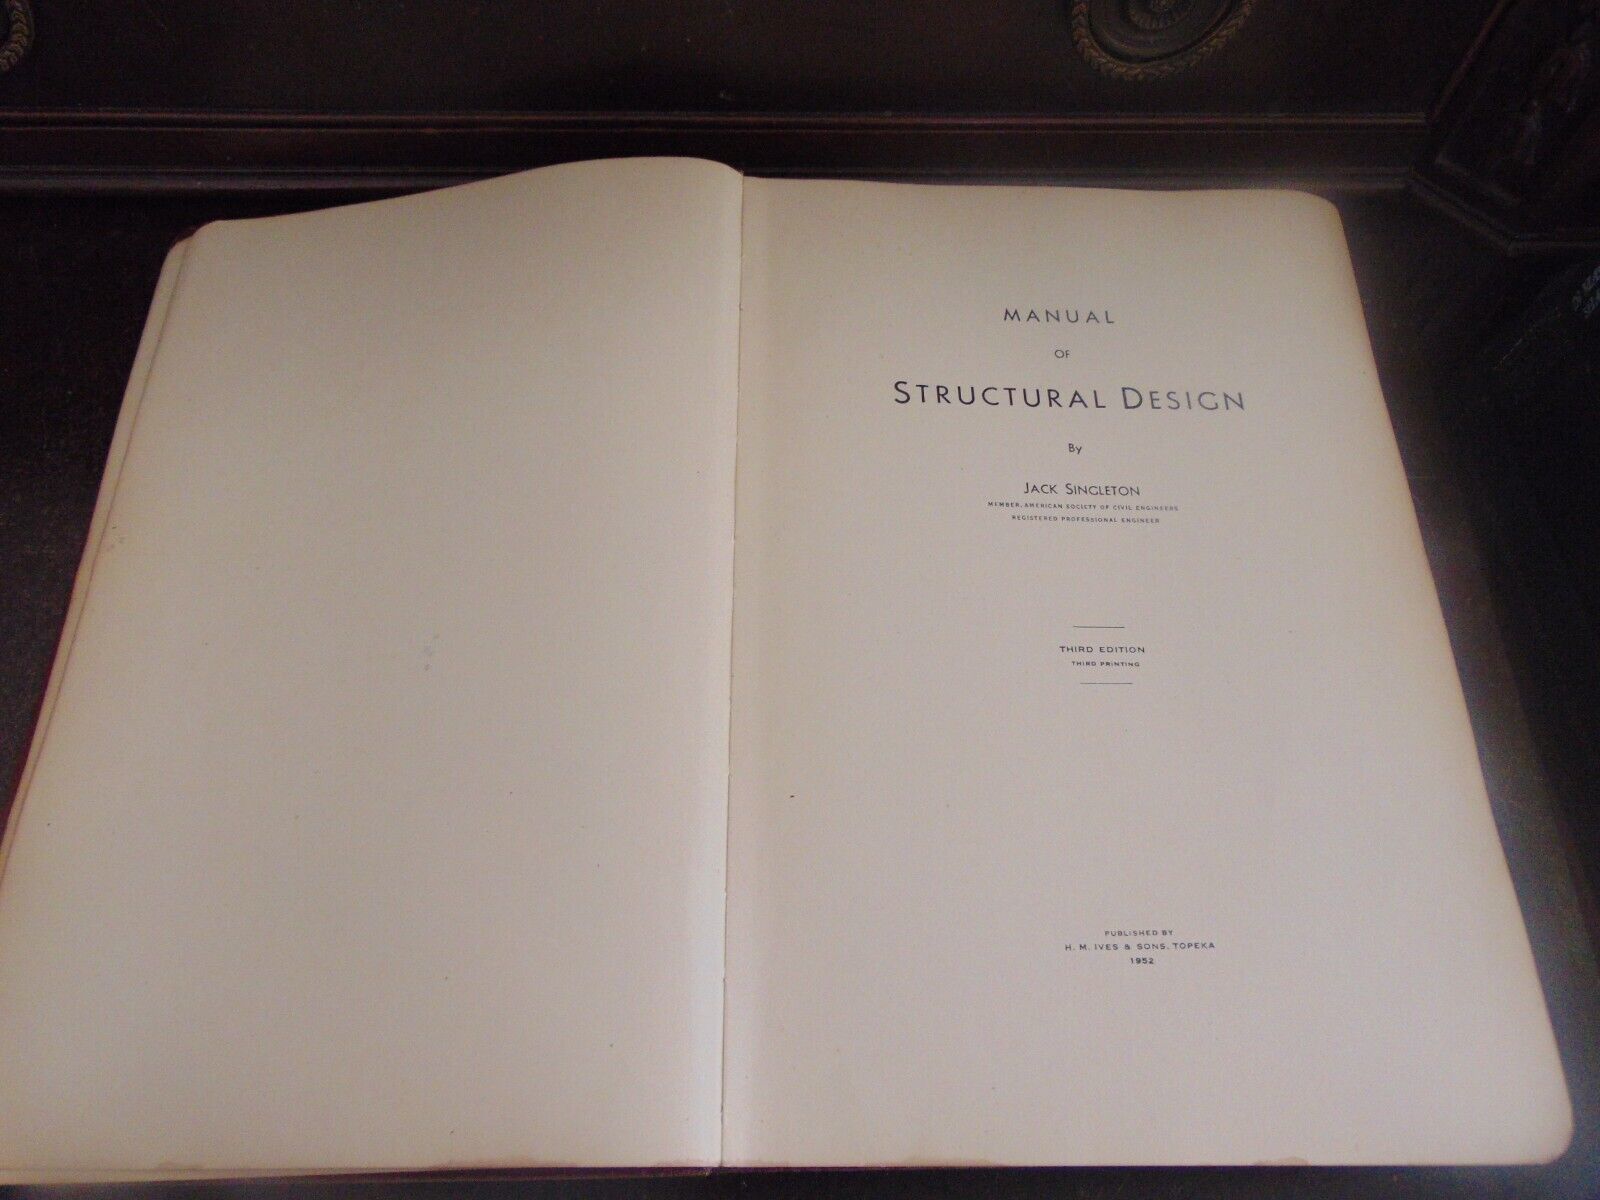 MANUAL
OF
STRUCTURAL DESIGN
By
JACK SINGLETON
MEMBER, AMERICAN SOCIETY OF CIVIL ENGINEERS
REGISTERED PROFESSIONAL ENGINEER
THIRD EDITION
THIRD PRINTING
PUBLISHED BY
H. M. IVES & SONS, TOPEKA
1952